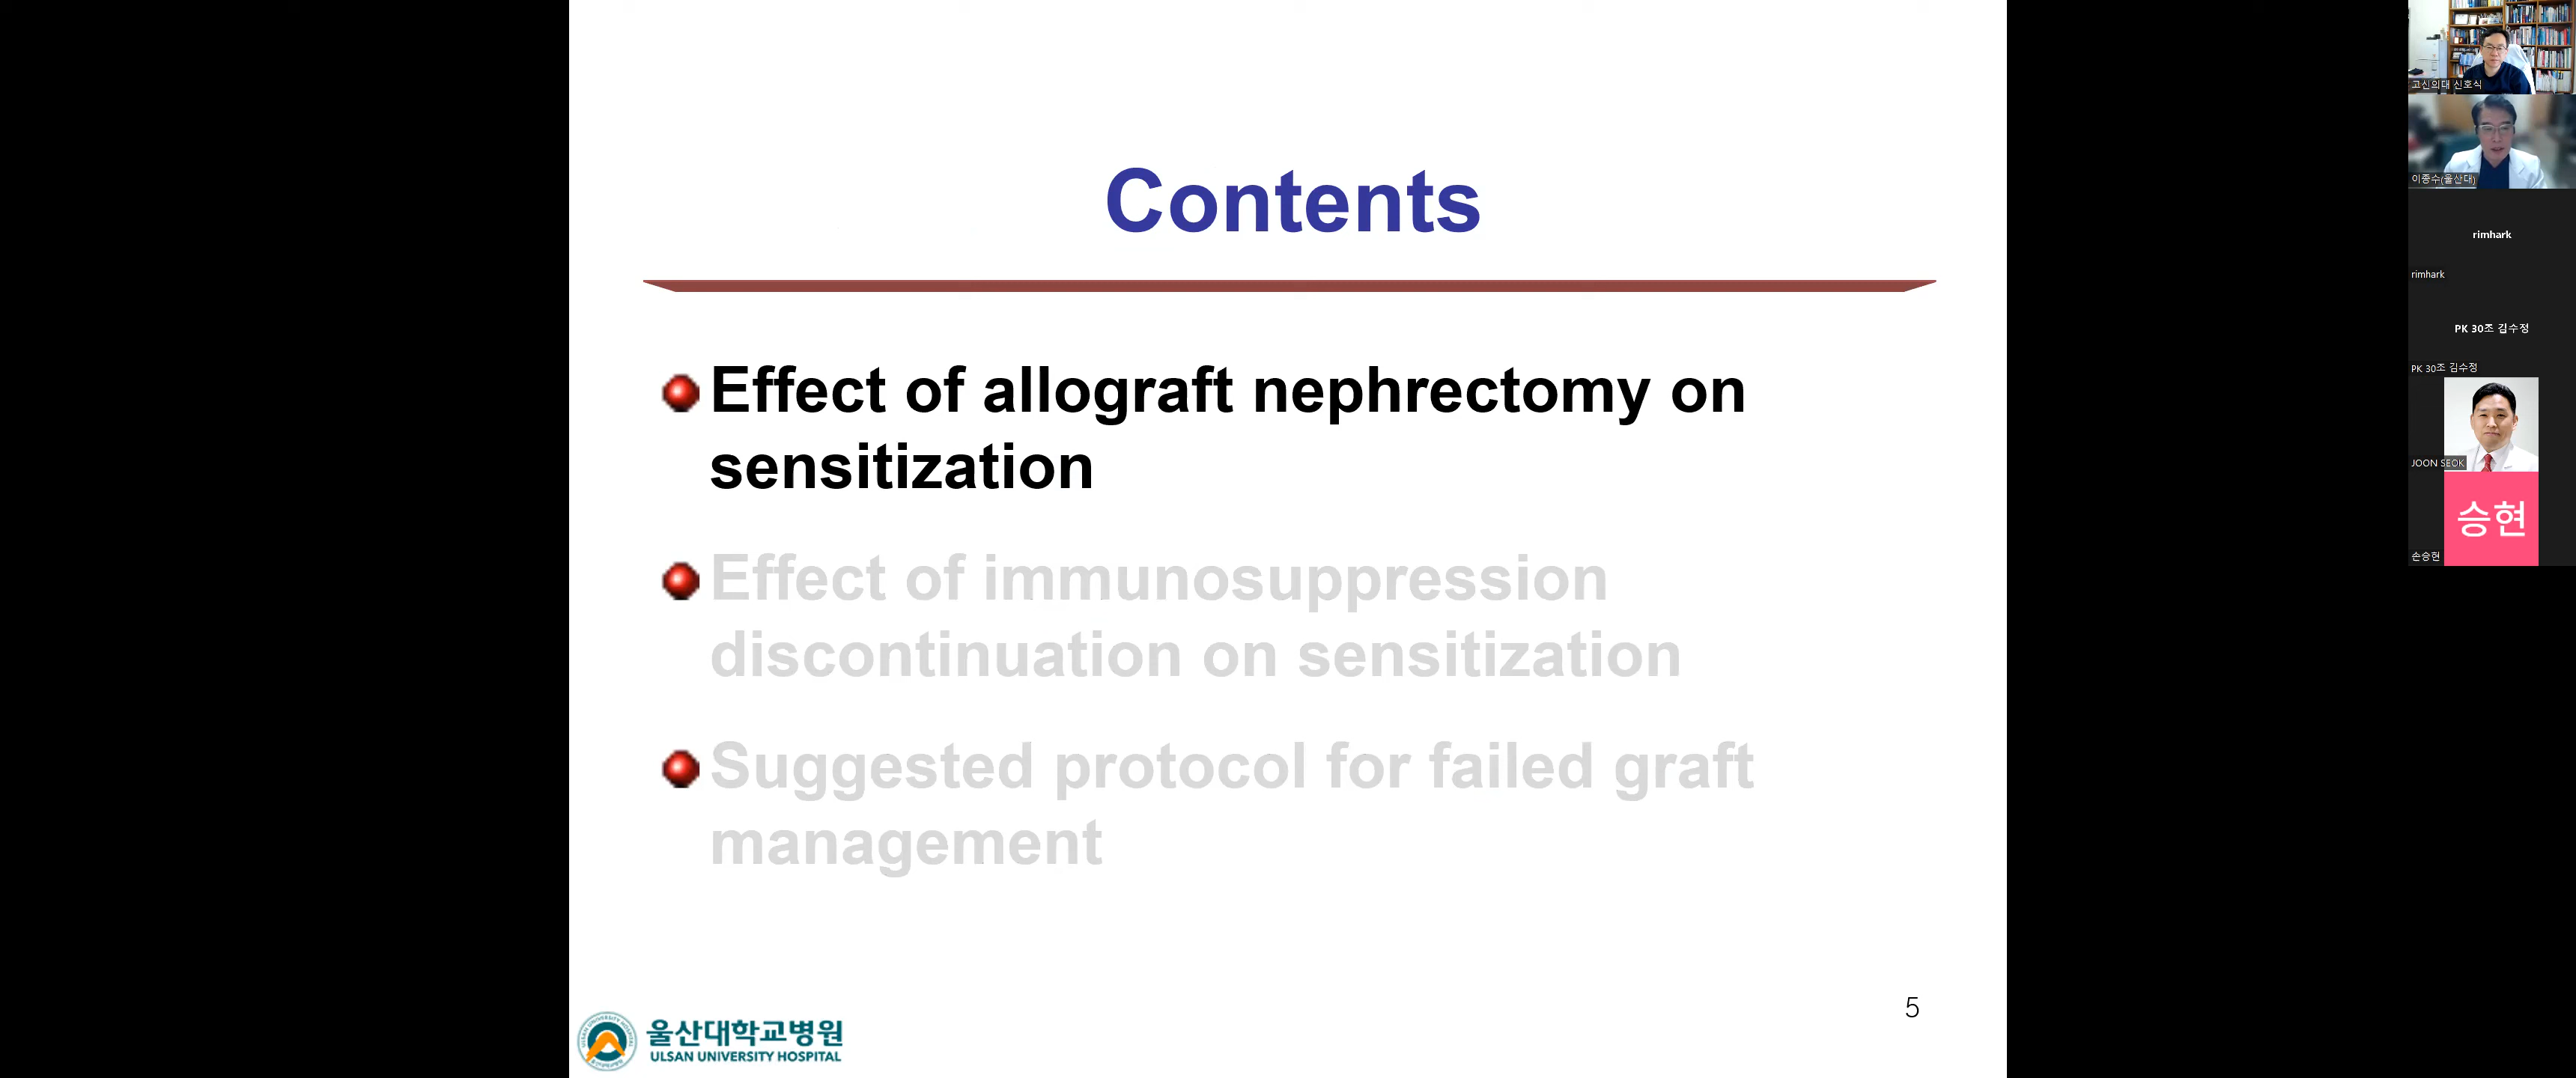 Contents
Effect of allograft nephrectomy on
sensitization
Effect of immunosuppression
discontinuation on sensitization
Suggested protocol for failed graft
management
5
울산대학교병원
ULSAN UNIVERSITY HOSPITAL
고신의대 신호식
이종수(울산대)
rimhark
rimhark
PK 30조 김수정
PK 30조 김수정
JOON SEOK
승현
손승현